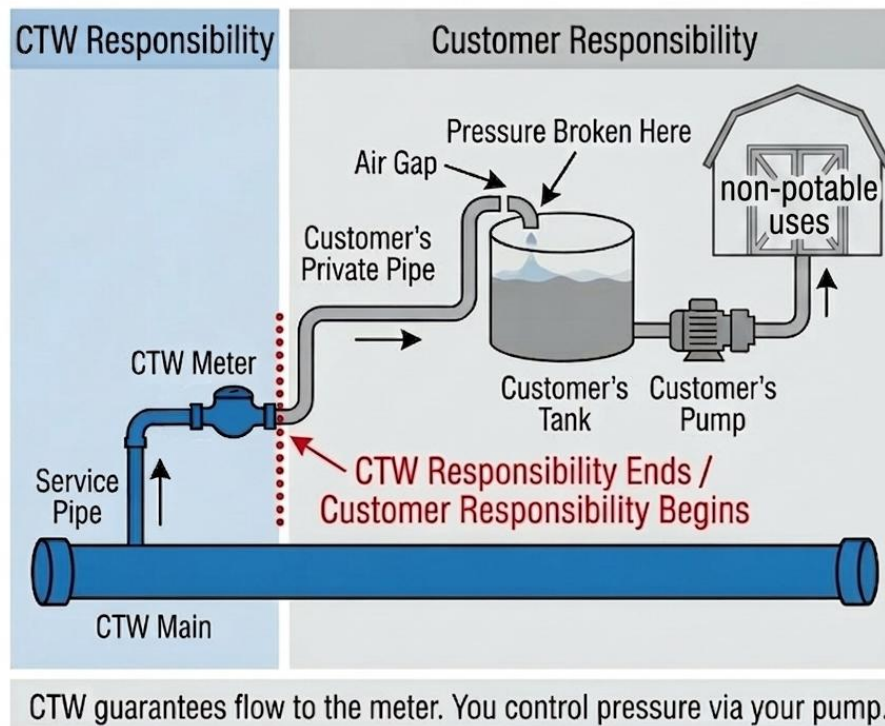 CTW Responsibility
Customer Responsibility
Pressure Broken Here
Air Gap
non-potable
uses
Customer's
Private Pipe
CTW Meter
Customer's
Tank
Customer's
Pump
CTW Responsibility Ends /
Customer Responsibility Begins
Service
Pipe
CTW Main
CTW guarantees flow to the meter. You control pressure via your pump.